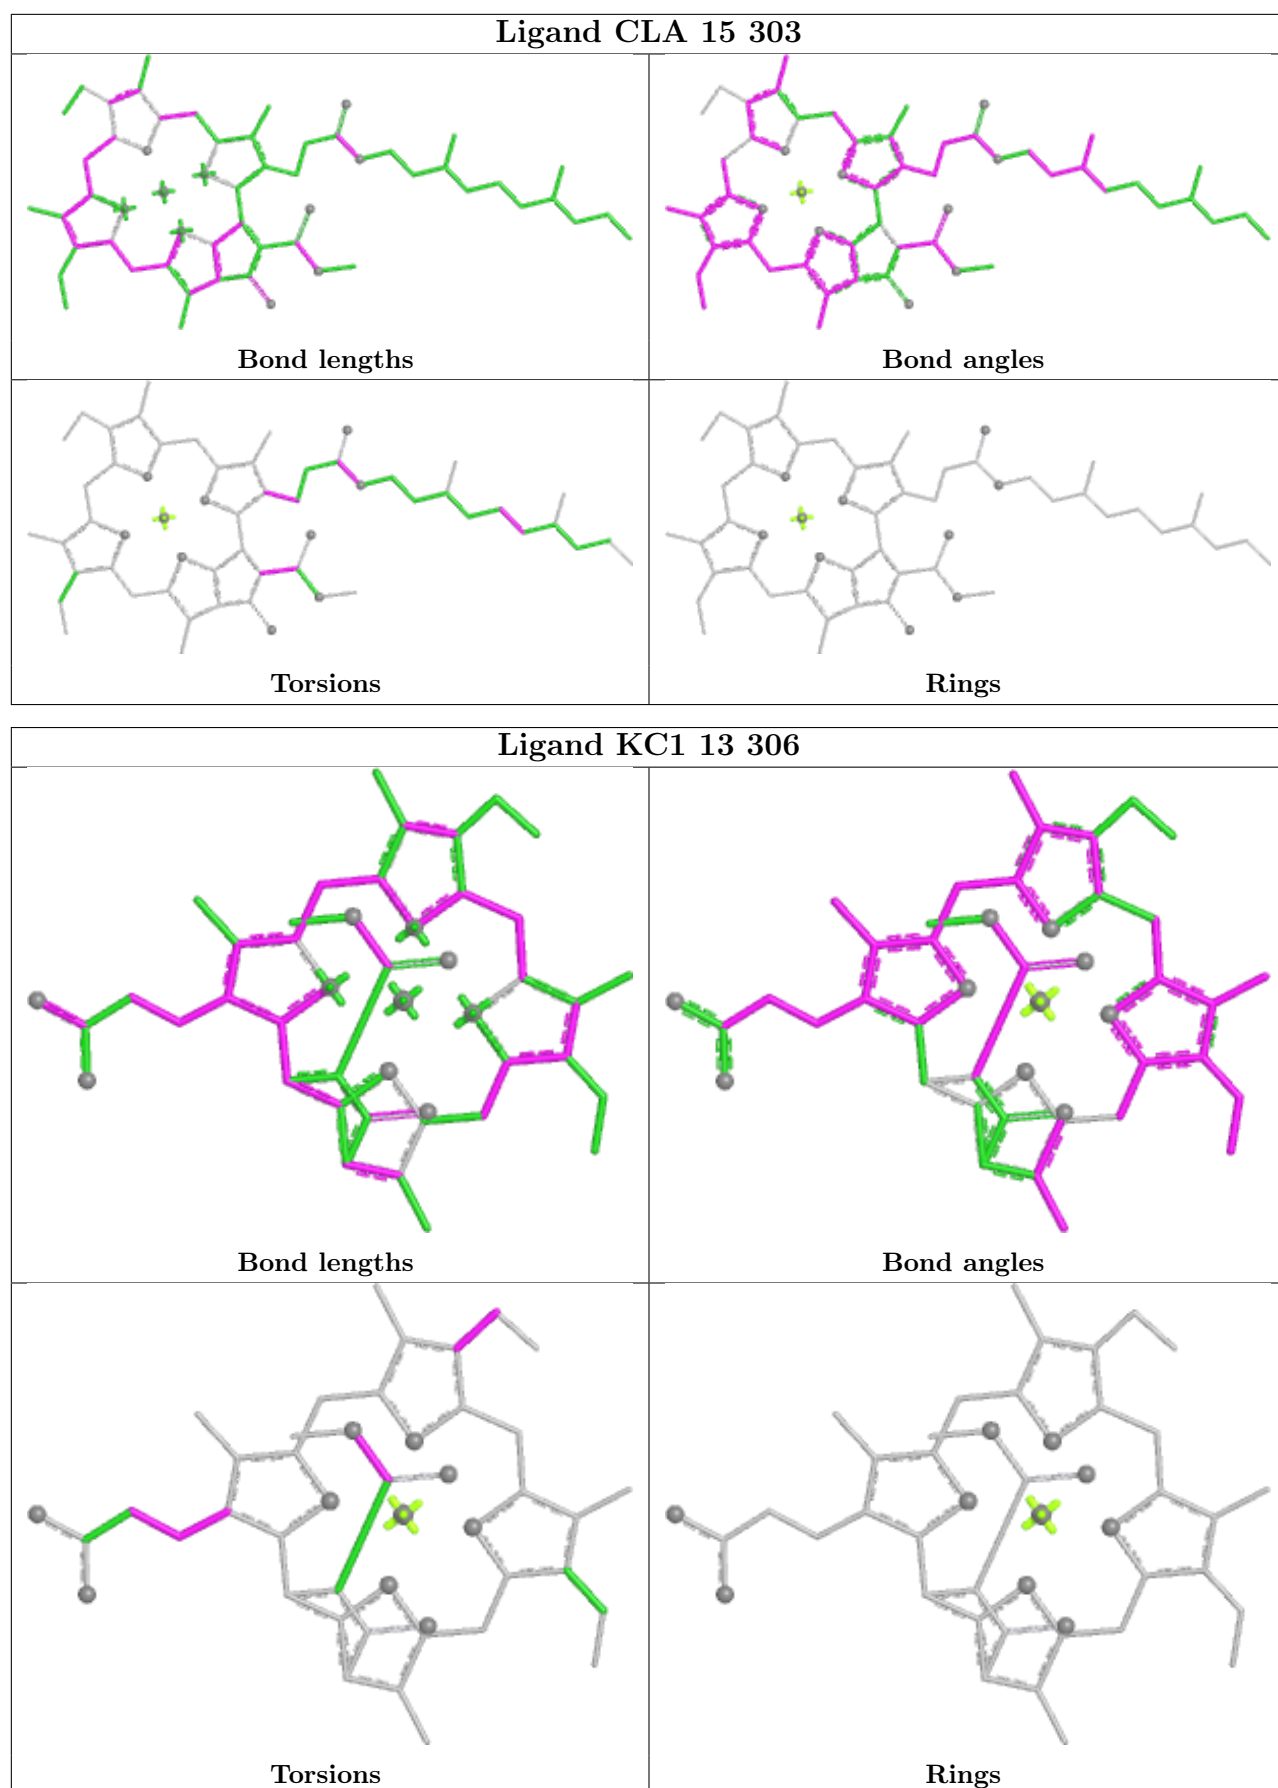 Ligand CLA 15 303
Bond lengths
Bond angles
Torsions
Rings
Ligand KC1 13 306
Bond lengths
Bond angles
Torsions
Rings